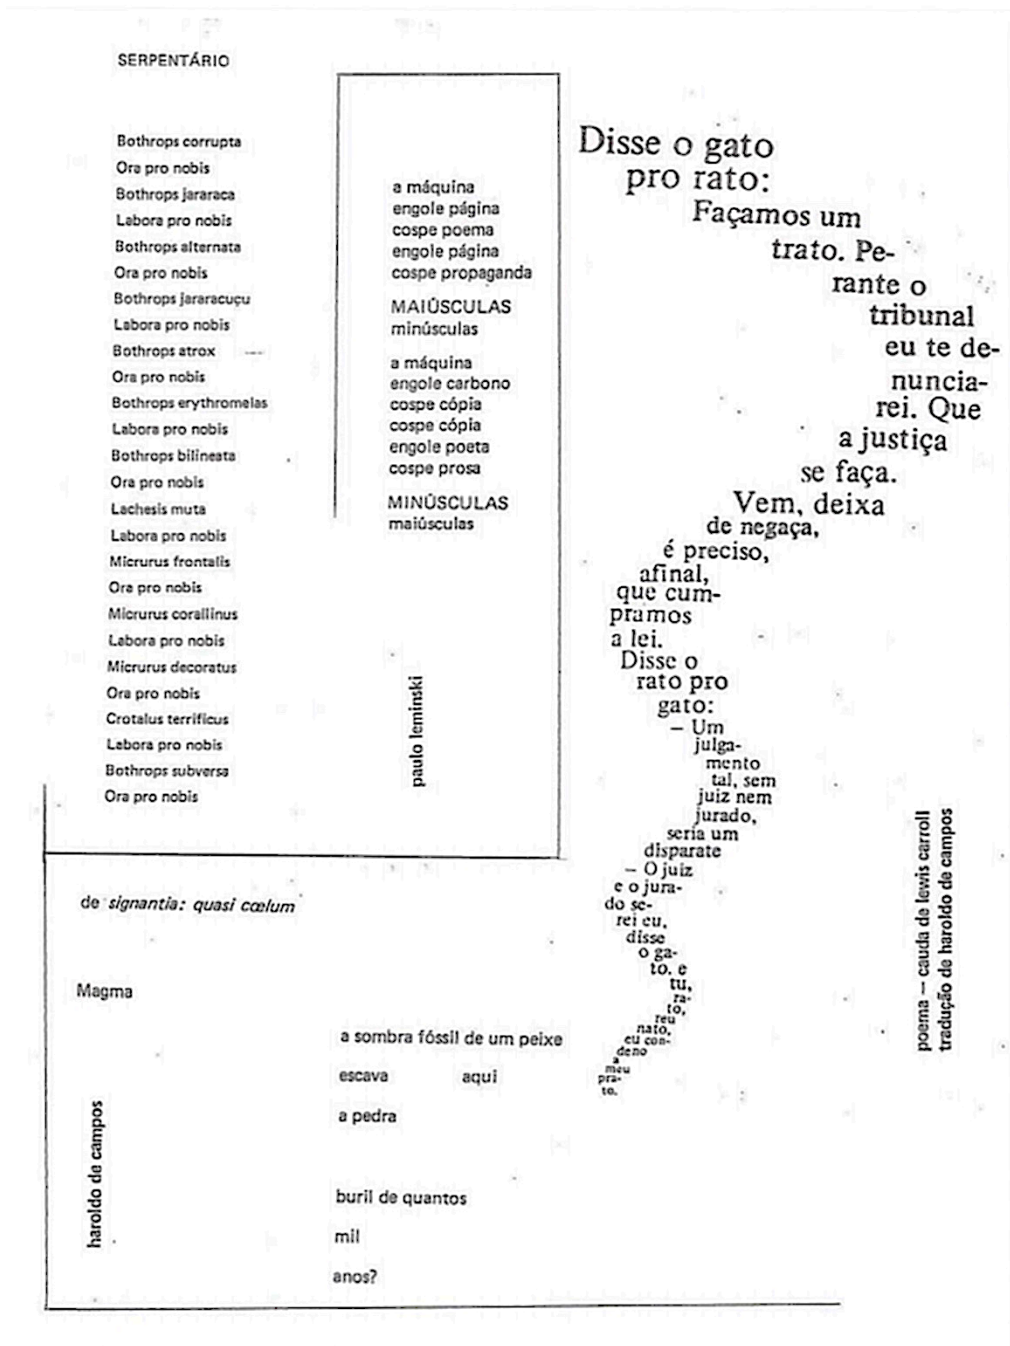 SERPENTÁRIO
Bothrops corrupta
Ora pro nobis
Bothrops jararaca
Labora pro nobis
Bothrops alternata
Ora pro nobis
Bothrops jararacuçu
Labora pro nobis
Bothrops atrox
Ora pro nobis
Bothrops erythromelas
Labora pro nobis
Bothrops bilineata
Ora pro nobis
Lachesis muta
Labora pro nobis
Micrurus frontalis
Ora pro nobis
Micrurus corallinus
Labora pro nobis
Micrurus decoratus
Ora pro nobis
Crotalus terrificus
Labora pro nobis
Bothrops subversa
Ora pro nobis
a máquina
engole página
cospe poema
engole página
cospe propaganda
MAIÚSCULAS
minúsculas
a máquina
engole carbono
cospe cópia
cospe cópia
engole poeta
cospe prosa
MINÚSCULAS
maiúsculas
paulo leminski
Disse o gato
pro rato:
Façamos um
trato. Pe-
rante o
tribunal
eu te de-
nuncia-
rei. Que
a justiça
se faça.
Vem, deixa
de negaça,
é preciso,
afinal,
que cum-
pramos
a lei.
Disse o
rato pro
gato:
– Um
julga-
mento
tal, sem
juiz nem
jurado,
seria um
disparate
– O juiz
e o jura-
do se-
rei eu,
disse
o ga-
to. e
tu,
ra-
to,
reu
nato,
eu con-
deno
a
meu
pra-
to.
poema – cauda de lewis carroll
tradução de haroldo de campos
de signantia: quasi cœlum
Magma
a sombra fóssil de um peixe
escava aqui
a pedra
buril de quantos
mil
anos?
haroldo de campos